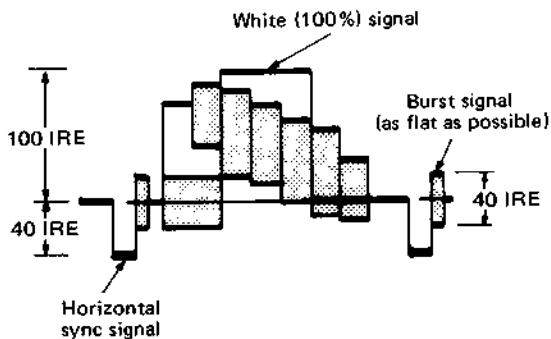 White (100%) signal
Burst signal
(as flat as possible)
100 IRE
40 IRE
40 IRE
Horizontal
sync signal